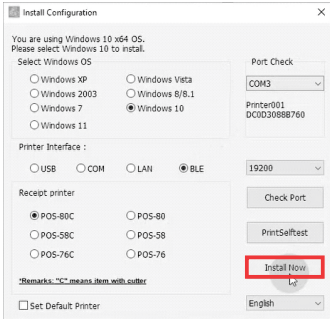 Install Configuration
You are using Windows 10 x64 OS.
Please select Windows 10 to install.
Select Windows OS
Port Check
Windows XP
Windows Vista
COM3
Windows 2003
Windows 8/8.1
Printer001
DC0D3088B760
Windows 7
Windows 10
Windows 11
Printer Interface :
USB
COM
LAN
BLE
19200
Receipt printer
Check Port
POS-80C
POS-80
POS-58C
POS-58
PrintSelftest
POS-76C
POS-76
Install Now
*Remarks: "C" means item with cutter
Set Default Printer
English